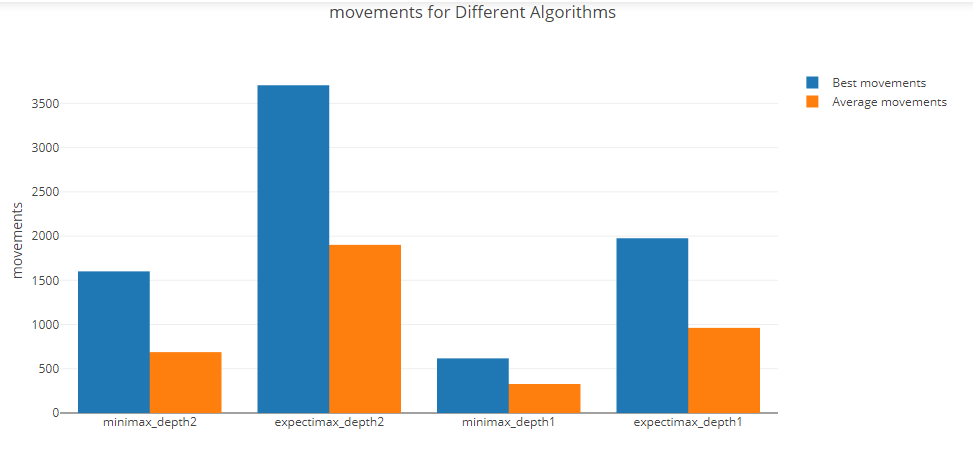 movements for Different Algorithms
Best movements
Average movements
movements
3500
3000
2500
2000
1500
1000
500
0
minimax_depth2
expectimax_depth2
minimax_depth1
expectimax_depth1